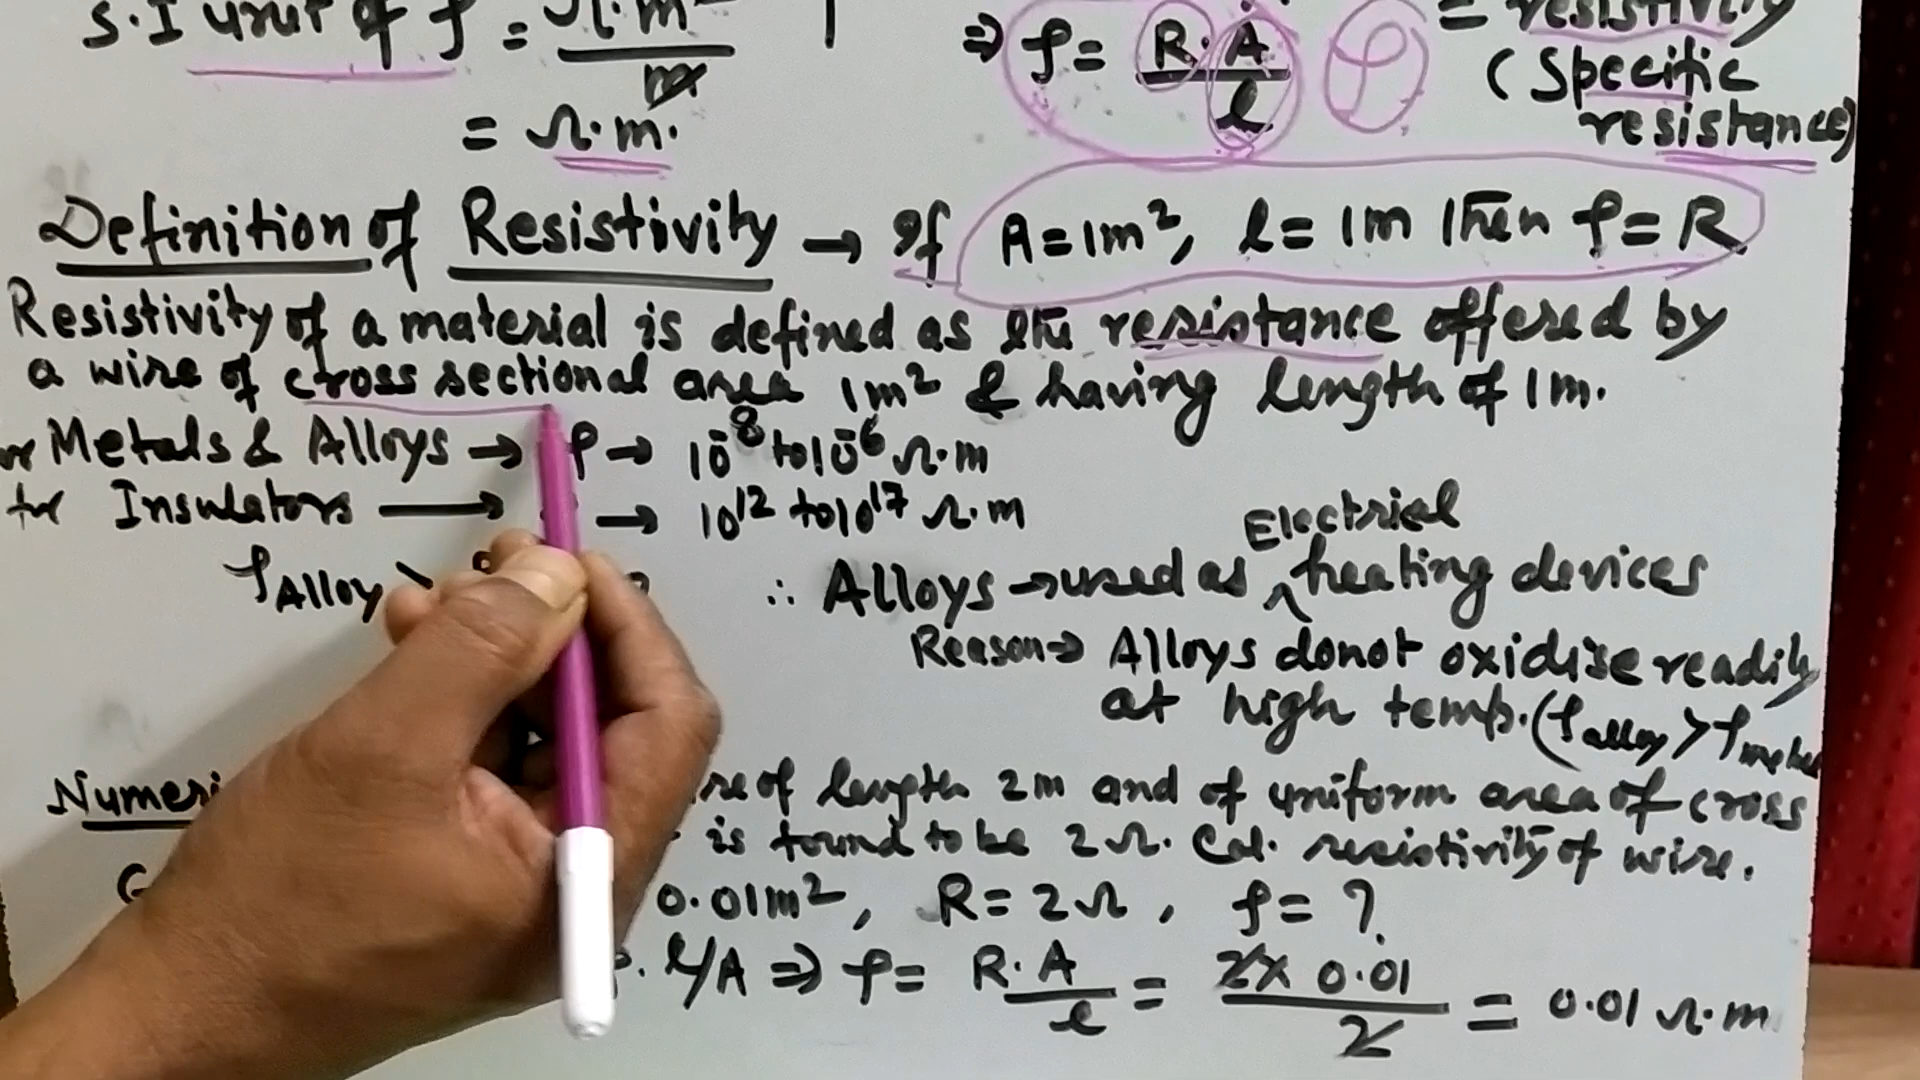 S.I unit of ρ = Ω·m²
m
= Ω·m.
⇒ ρ = R·A
l
ρ = resistivity
(Specific
resistance)
Definition of Resistivity → If A=1m², l=1m then ρ=R
Resistivity of a material is defined as the resistance offered by
a wire of cross sectional area 1m² & having length of 1m.
Metals & Alloys → ρ → 10⁻⁸ to 10⁻⁶ Ω·m
Insulators → → 10¹² to 10¹⁷ Ω·m
ρAlloy >
Electrical
∴ Alloys → used as ^ heating devices
Reason → Alloys donot oxidise readily
at high temp. (ρalloy > ρ
of length 2m and of uniform area of cross
is found to be 2Ω. Cal. resistivity of wire.
0.01m², R=2Ω, ρ=?
l/A ⇒ ρ = R·A = 2×0.01 = 0.01 Ω·m
l 2